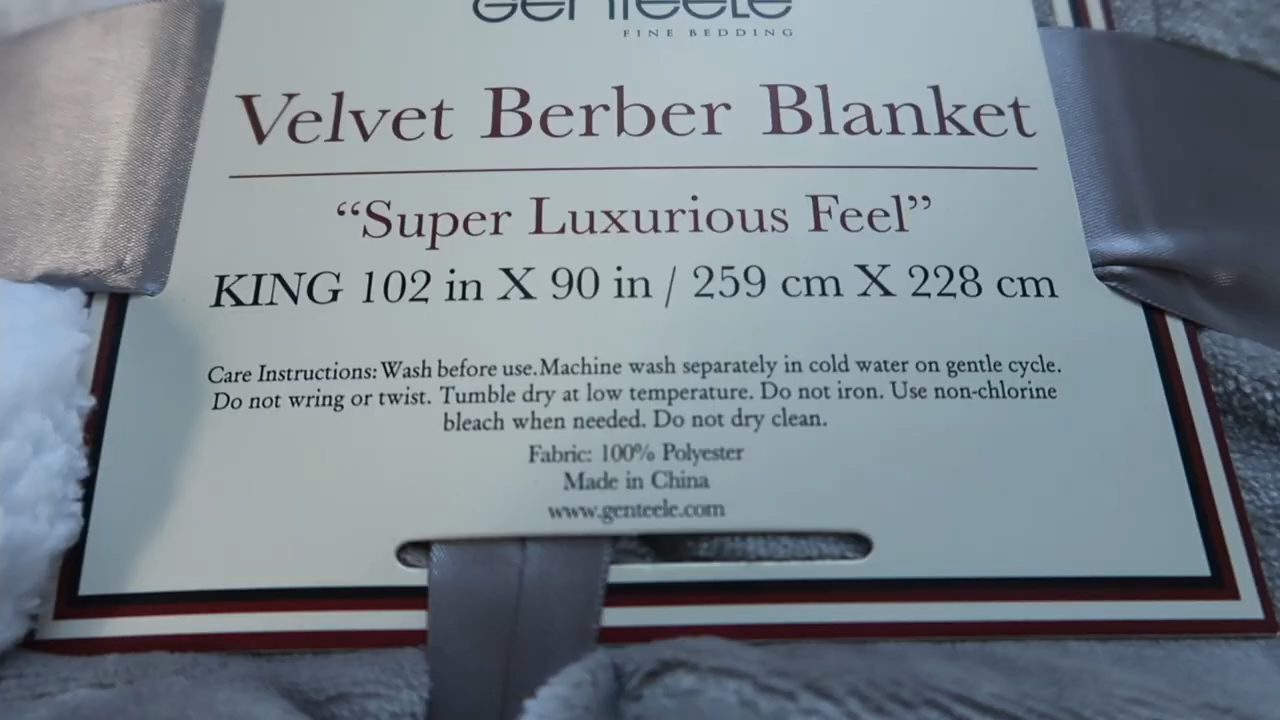 GENTEELE
FINE BEDDING
Velvet Berber Blanket
“Super Luxurious Feel”
KING 102 in X 90 in / 259 cm X 228 cm
Care Instructions: Wash before use.Machine wash separately in cold water on gentle cycle.
Do not wring or twist. Tumble dry at low temperature. Do not iron. Use non-chlorine
bleach when needed. Do not dry clean.
Fabric: 100% Polyester
Made in China
www.genteele.com